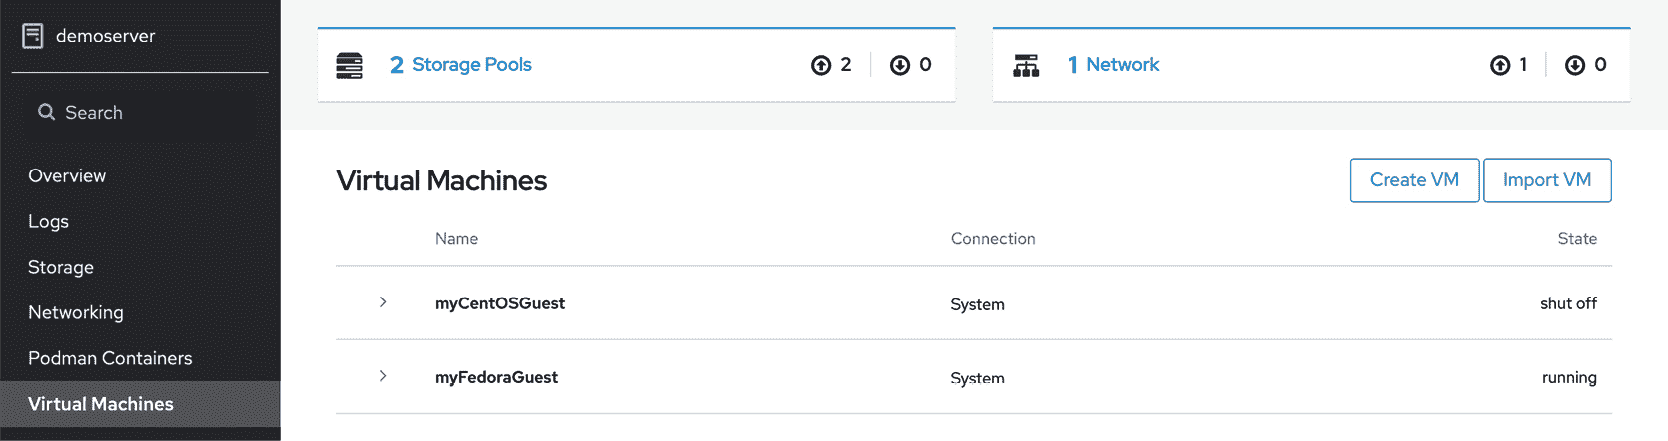 demoserver
Search
Overview
Logs
Storage
Networking
Podman Containers
Virtual Machines
2 Storage Pools 2 0
1 Network 1 0
Virtual Machines
Create VM Import VM
Name Connection State
myCentOSGuest System shut off
myFedoraGuest System running